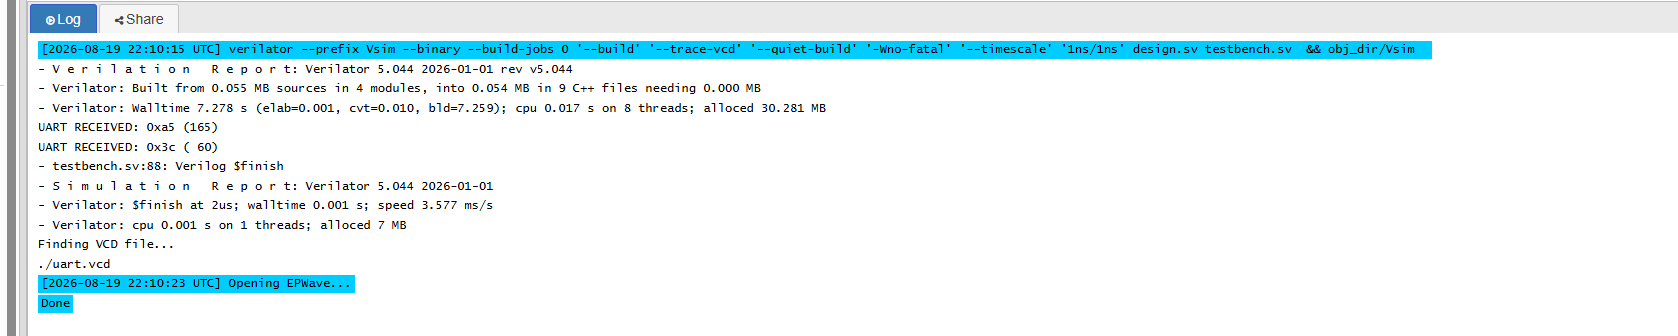 Log
Share
[2026-08-19 22:10:15 UTC] verilator --prefix Vsim --binary --build-jobs 0 '--build' '--trace-vcd' '--quiet-build' '-Wno-fatal' '--timescale' '1ns/1ns' design.sv testbench.sv  && obj_dir/Vsim
- V e r i l a t i o n   R e p o r t: Verilator 5.044 2026-01-01 rev v5.044
- Verilator: Built from 0.055 MB sources in 4 modules, into 0.054 MB in 9 C++ files needing 0.000 MB
- Verilator: Walltime 7.278 s (elab=0.001, cvt=0.010, bld=7.259); cpu 0.017 s on 8 threads; alloced 30.281 MB
UART RECEIVED: 0xa5 (165)
UART RECEIVED: 0x3c ( 60)
- testbench.sv:88: Verilog $finish
- S i m u l a t i o n   R e p o r t: Verilator 5.044 2026-01-01
- Verilator: $finish at 2us; walltime 0.001 s; speed 3.577 ms/s
- Verilator: cpu 0.001 s on 1 threads; alloced 7 MB
Finding VCD file...
./uart.vcd
[2026-08-19 22:10:23 UTC] Opening EPWave...
Done